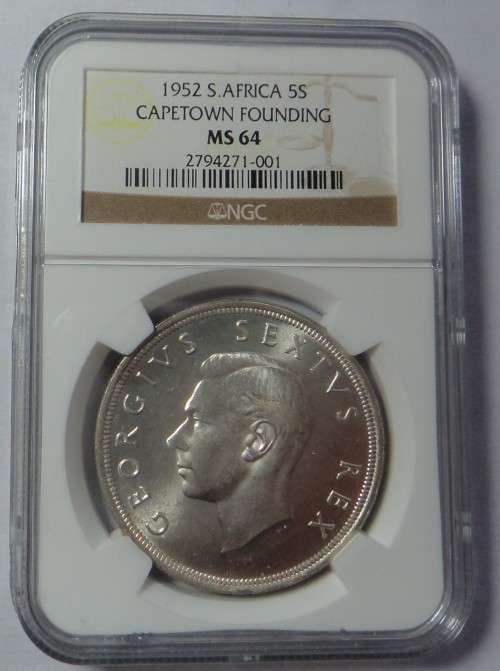 1952 S.AFRICA 5S
CAPETOWN FOUNDING
MS 64
2794271-001
NGC
GEORGIVS SEXTVS REX